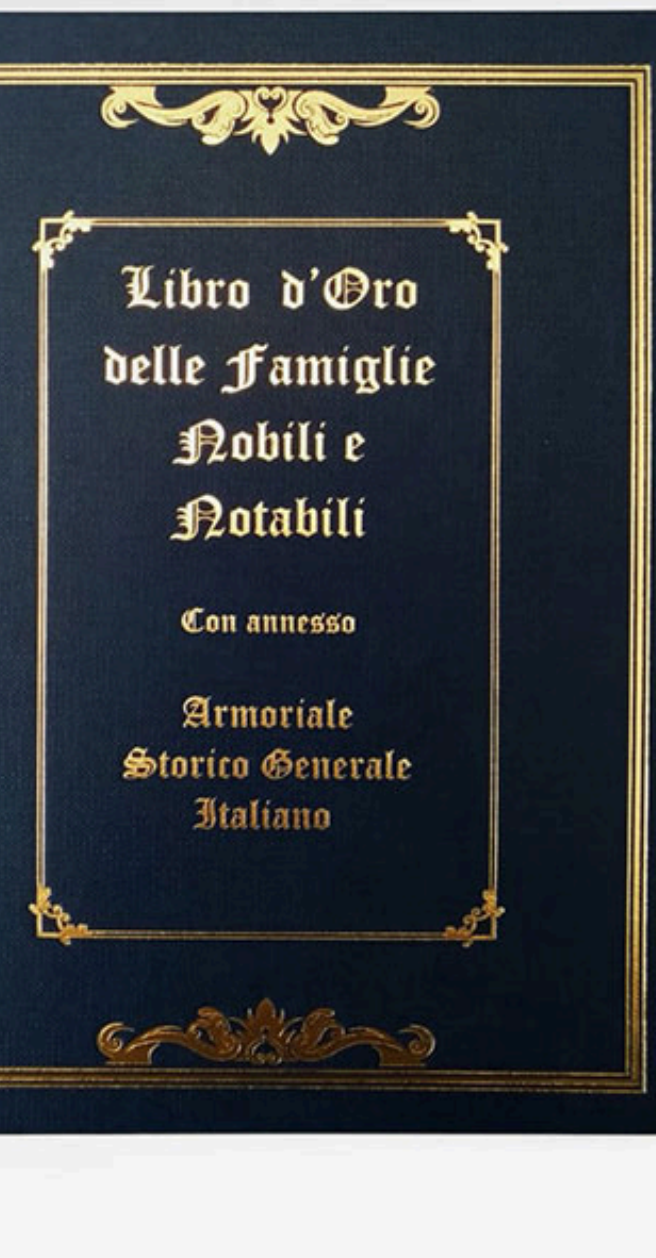 Libro d'Oro
delle Famiglie
Nobili e
Notabili
Con annesso
Armoriale
Storico Generale
Italiano